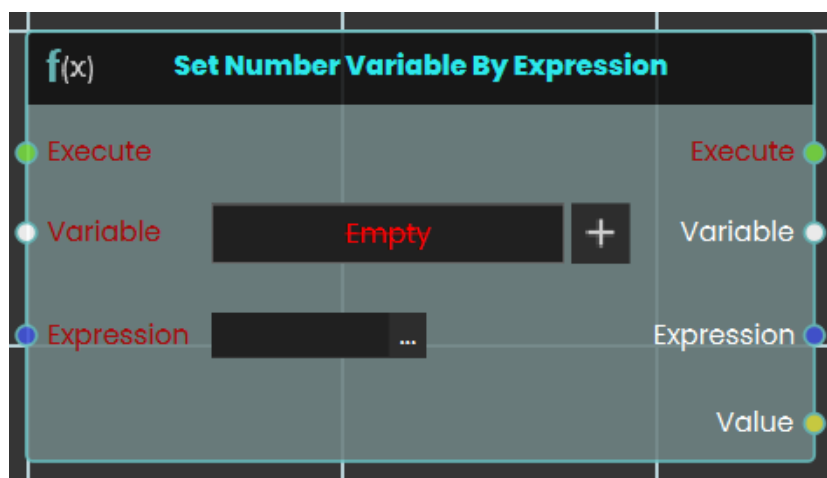 f(x) Set Number Variable By Expression
Execute Execute
Variable Empty + Variable
Expression ... Expression
Value